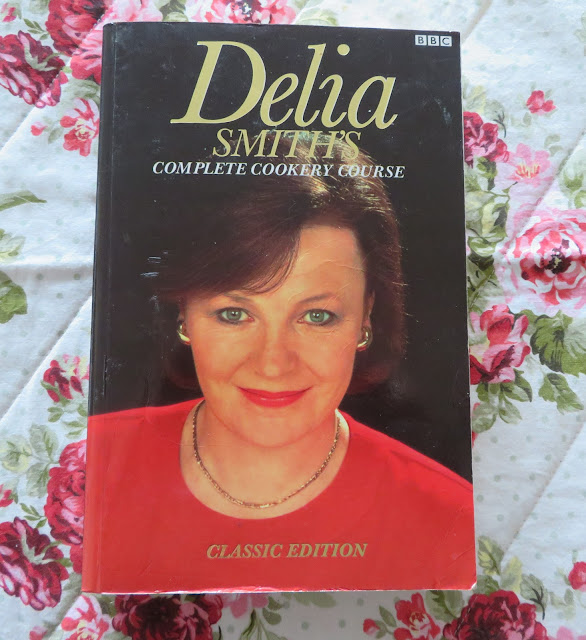 BBC
Delia
SMITH'S
COMPLETE COOKERY COURSE
CLASSIC EDITION